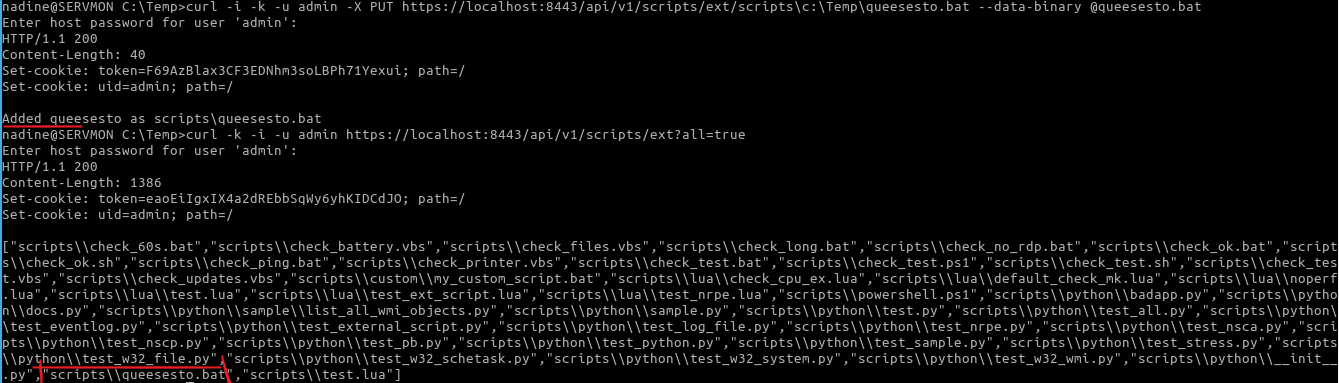 nadine@SERVMON C:\Temp>curl -i -k -u admin -X PUT https://localhost:8443/api/v1/scripts/ext/scripts\c:\Temp\queesesto.bat --data-binary @queesesto.bat
Enter host password for user 'admin':
HTTP/1.1 200
Content-Length: 40
Set-cookie: token=F69AzBlax3CF3EDNhm3soLBPh71Yexui; path=/
Set-cookie: uid=admin; path=/
Added queesesto as scripts\queesesto.bat
nadine@SERVMON C:\Temp>curl -k -i -u admin https://localhost:8443/api/v1/scripts/ext?all=true
Enter host password for user 'admin':
HTTP/1.1 200
Content-Length: 1386
Set-cookie: token=eaoEiIgxIX4a2dREbbSqWy6yhKIDCdJO; path=/
Set-cookie: uid=admin; path=/
["scripts\\check_60s.bat","scripts\\check_battery.vbs","scripts\\check_files.vbs","scripts\\check_long.bat","scripts\\check_no_rdp.bat","scripts\\check_ok.bat","script
s\\check_ok.sh","scripts\\check_ping.bat","scripts\\check_printer.vbs","scripts\\check_test.bat","scripts\\check_test.ps1","scripts\\check_test.sh","scripts\\check_tes
t.vbs","scripts\\check_updates.vbs","scripts\\custom\\my_custom_script.bat","scripts\\lua\\check_cpu_ex.lua","scripts\\lua\\default_check_mk.lua","scripts\\lua\\noperf
.lua","scripts\\lua\\test.lua","scripts\\lua\\test_ext_script.lua","scripts\\lua\\test_nrpe.lua","scripts\\powershell.ps1","scripts\\python\\badapp.py","scripts\\pytho
n\\docs.py","scripts\\python\\sample\\list_all_wmi_objects.py","scripts\\python\\sample.py","scripts\\python\\test.py","scripts\\python\\test_all.py","scripts\\python\
\test_eventlog.py","scripts\\python\\test_external_script.py","scripts\\python\\test_log_file.py","scripts\\python\\test_nrpe.py","scripts\\python\\test_nsca.py","scri
pts\\python\\test_nscp.py","scripts\\python\\test_pb.py","scripts\\python\\test_python.py","scripts\\python\\test_sample.py","scripts\\python\\test_stress.py","scripts
\\python\\test_w32_file.py","scripts\\python\\test_w32_schetask.py","scripts\\python\\test_w32_system.py","scripts\\python\\test_w32_wmi.py","scripts\\python\\__init__
.py","scripts\\queesesto.bat","scripts\\test.lua"]